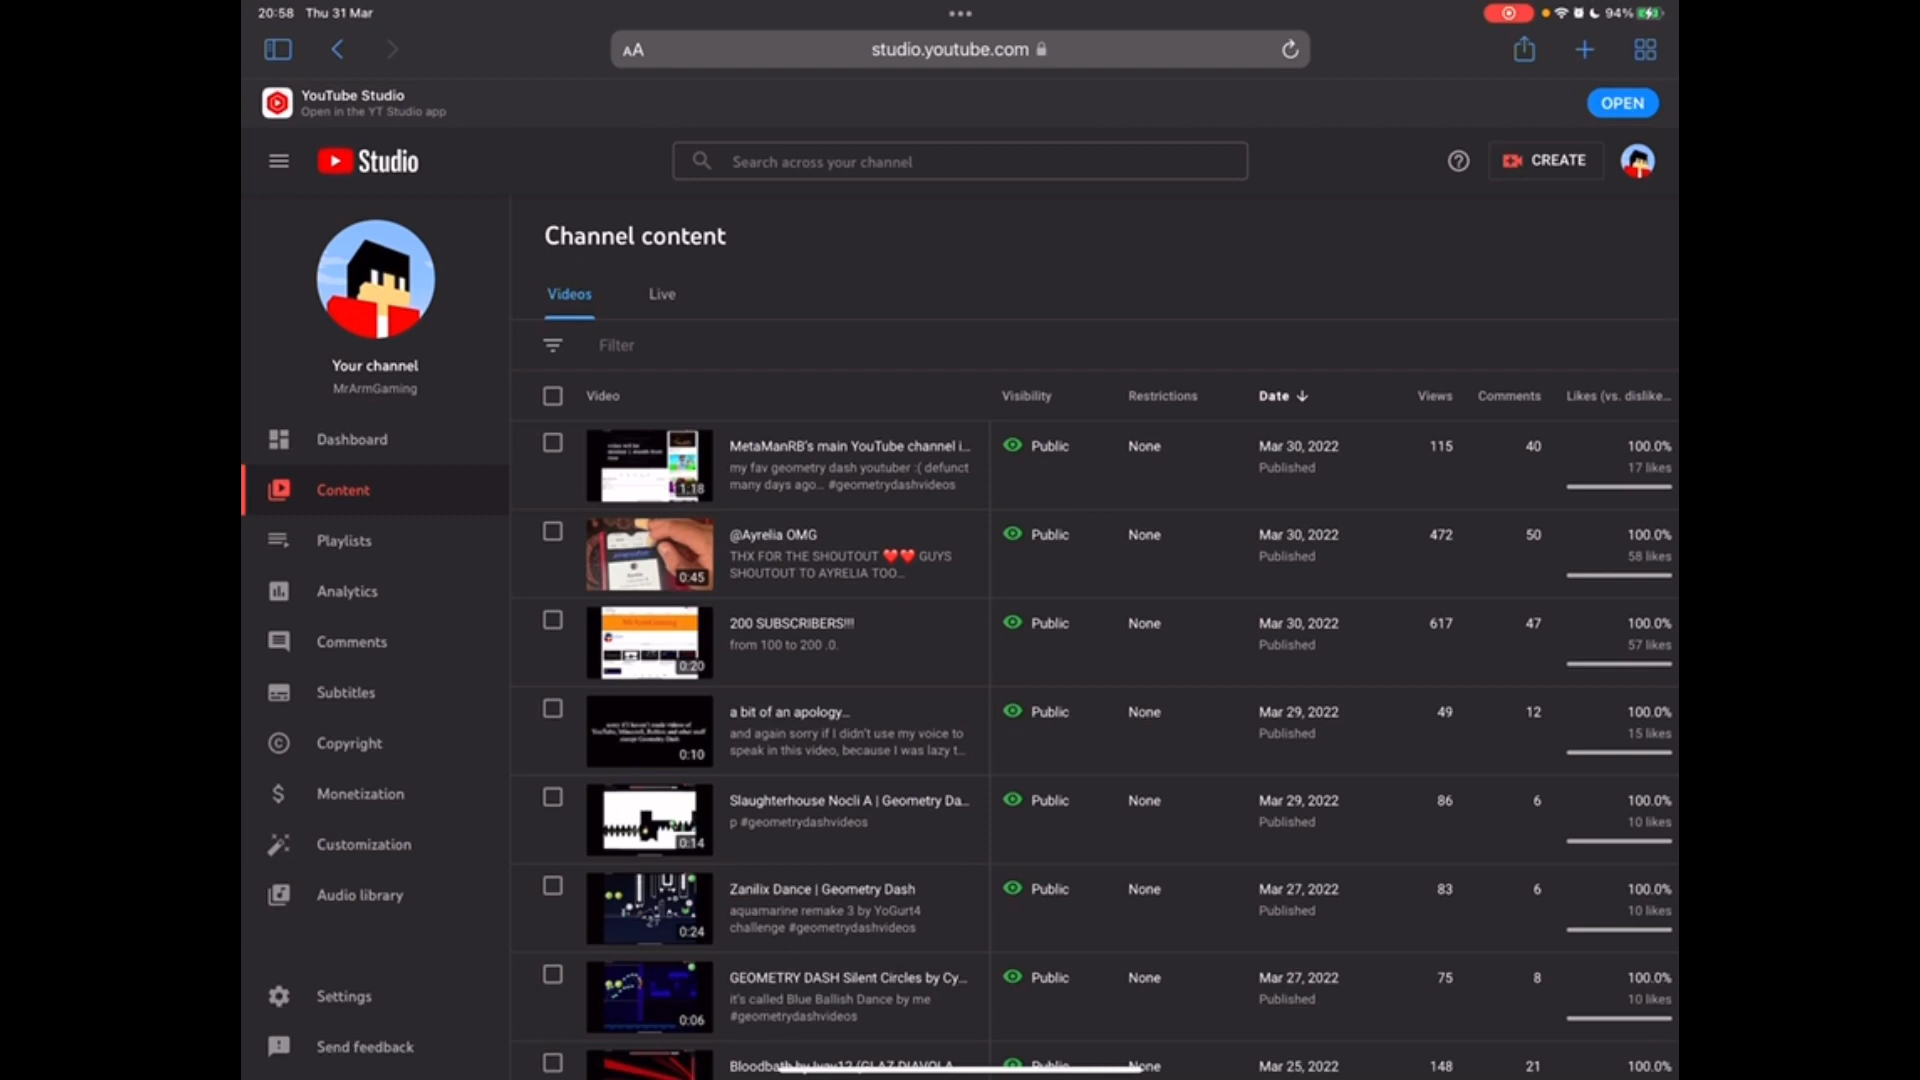 20:58 Thu 31 Mar
94%
AA
studio.youtube.com
YouTube Studio
Open in the YT Studio app
OPEN
Studio
Search across your channel
CREATE
Your channel
MrArmGaming
Dashboard
Content
Playlists
Analytics
Comments
Subtitles
Copyright
Monetization
Customization
Audio library
Settings
Send feedback
Channel content
Videos Live
Filter
Video Visibility Restrictions Date Views Comments Likes (vs. dislike...
MetaManRB's main YouTube channel i... Public None Mar 30, 2022 115 40 100.0%
my fav geometry dash youtuber :( defunct Published 17 likes
many days ago... #geometrydashvideos
1:18
@Ayrelia OMG Public None Mar 30, 2022 472 50 100.0%
THX FOR THE SHOUTOUT ❤️❤️ GUYS Published 58 likes
SHOUTOUT TO AYRELIA TOO...
0:45
200 SUBSCRIBERS!!! Public None Mar 30, 2022 617 47 100.0%
from 100 to 200 .0. Published 57 likes
0:20
a bit of an apology... Public None Mar 29, 2022 49 12 100.0%
and again sorry if I didn't use my voice to Published 15 likes
speak in this video, because I was lazy t...
0:10
Slaughterhouse Nocli A | Geometry Da... Public None Mar 29, 2022 86 6 100.0%
p #geometrydashvideos Published 10 likes
0:14
Zanilix Dance | Geometry Dash Public None Mar 27, 2022 83 6 100.0%
aquamarine remake 3 by YoGurt4 Published 10 likes
challenge #geometrydashvideos
0:24
GEOMETRY DASH Silent Circles by Cy... Public None Mar 27, 2022 75 8 100.0%
it's called Blue Ballish Dance by me Published 10 likes
#geometrydashvideos
0:06
Bloodbath by Public None Mar 25, 2022 148 21 100.0%